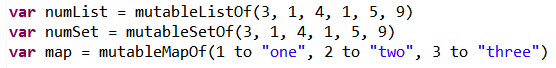 var numList = mutableListOf(3, 1, 4, 1, 5, 9)
var numSet = mutableSetOf(3, 1, 4, 1, 5, 9)
var map = mutableMapOf(1 to "one", 2 to "two", 3 to "three")